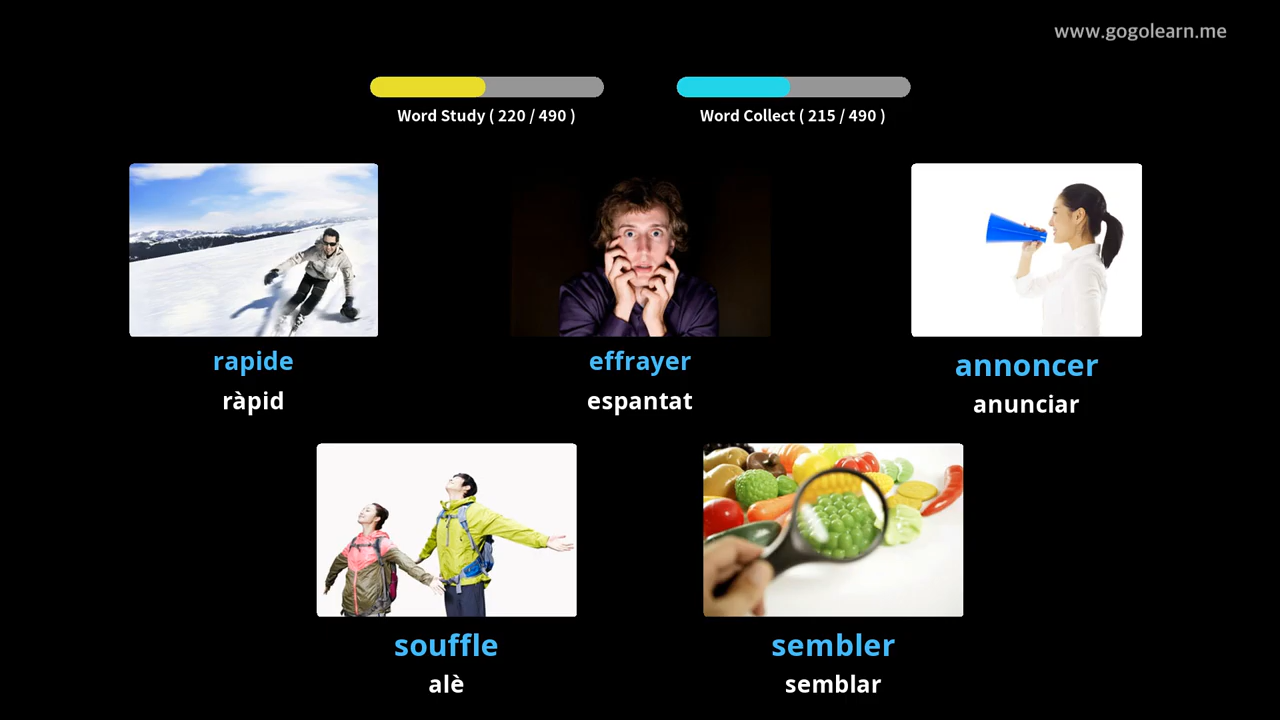 www.gogolearn.me
Word Study ( 220 / 490 )
Word Collect ( 215 / 490 )
rapide
ràpid
effrayer
espantat
annoncer
anunciar
souffle
alè
sembler
semblar